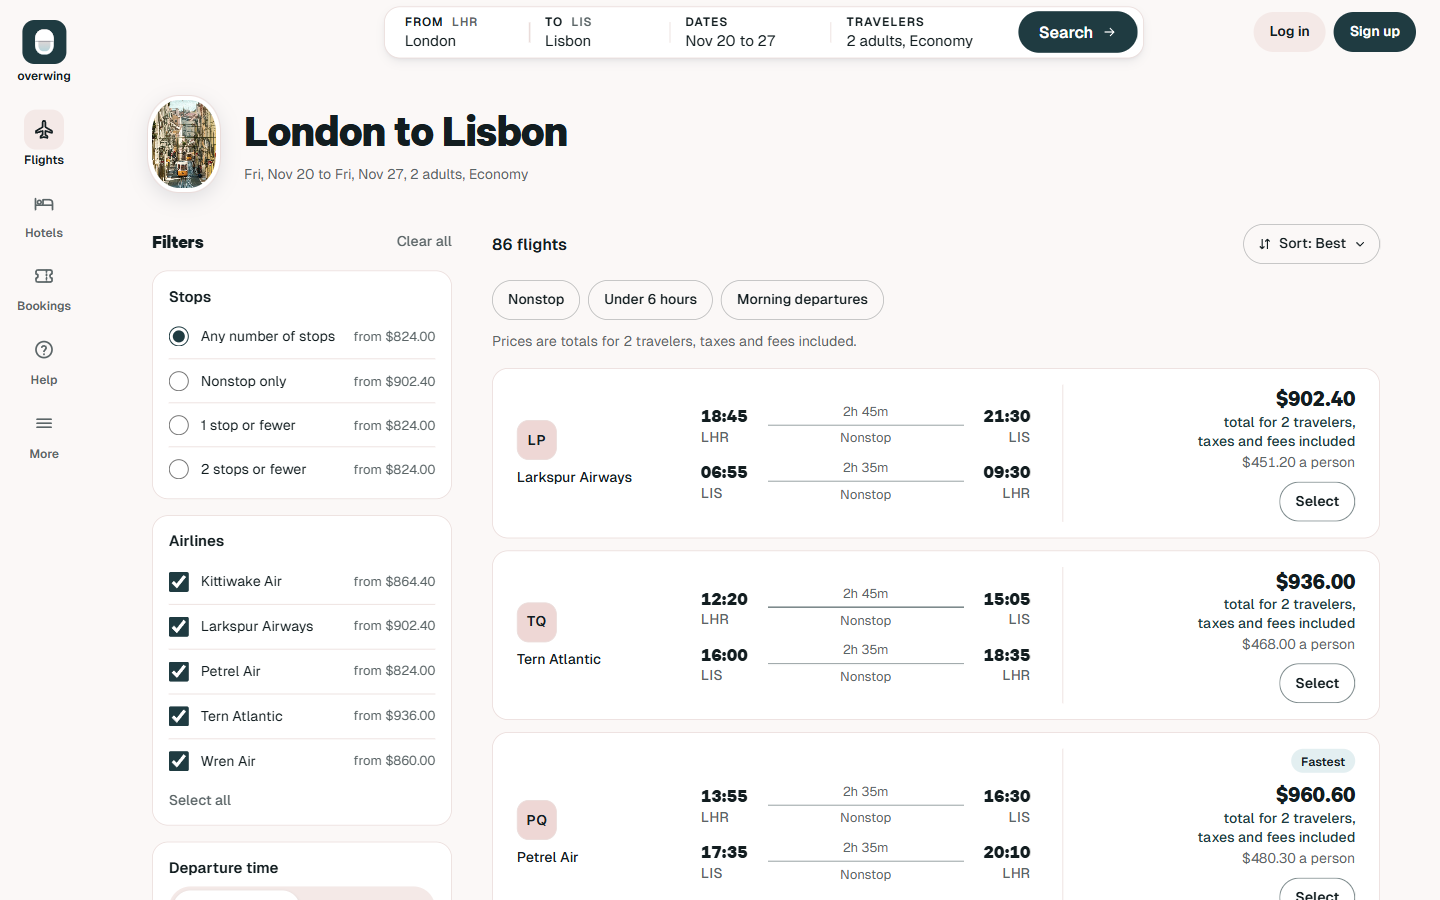 overwing
Flights
Hotels
Bookings
Help
More
FROM LHR
London
TO LIS
Lisbon
DATES
Nov 20 to 27
TRAVELERS
2 adults, Economy
Search
Log in
Sign up
London to Lisbon
Fri, Nov 20 to Fri, Nov 27, 2 adults, Economy
Filters
Clear all
Stops
Any number of stops from $824.00
Nonstop only from $902.40
1 stop or fewer from $824.00
2 stops or fewer from $824.00
Airlines
Kittiwake Air from $864.40
Larkspur Airways from $902.40
Petrel Air from $824.00
Tern Atlantic from $936.00
Wren Air from $860.00
Select all
Departure time
86 flights
Sort: Best
Nonstop
Under 6 hours
Morning departures
Prices are totals for 2 travelers, taxes and fees included.
LP
Larkspur Airways
18:45 2h 45m 21:30
LHR Nonstop LIS
06:55 2h 35m 09:30
LIS Nonstop LHR
$902.40
total for 2 travelers,
taxes and fees included
$451.20 a person
Select
TQ
Tern Atlantic
12:20 2h 45m 15:05
LHR Nonstop LIS
16:00 2h 35m 18:35
LIS Nonstop LHR
$936.00
total for 2 travelers,
taxes and fees included
$468.00 a person
Select
PQ
Petrel Air
13:55 2h 35m 16:30
LHR Nonstop LIS
17:35 2h 35m 20:10
LIS Nonstop LHR
Fastest
$960.60
total for 2 travelers,
taxes and fees included
$480.30 a person
Select